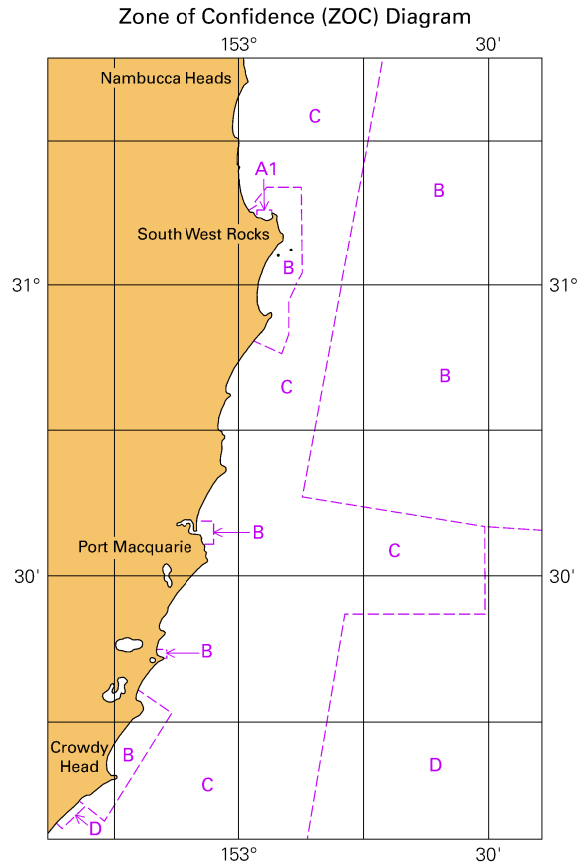 Zone of Confidence (ZOC) Diagram
153° 30'
Nambucca Heads
C
A1
B
South West Rocks
B
31° 31°
B
C
B
Port Macquarie
C
30' 30'
B
Crowdy
Head
B
D
C
D
153° 30'